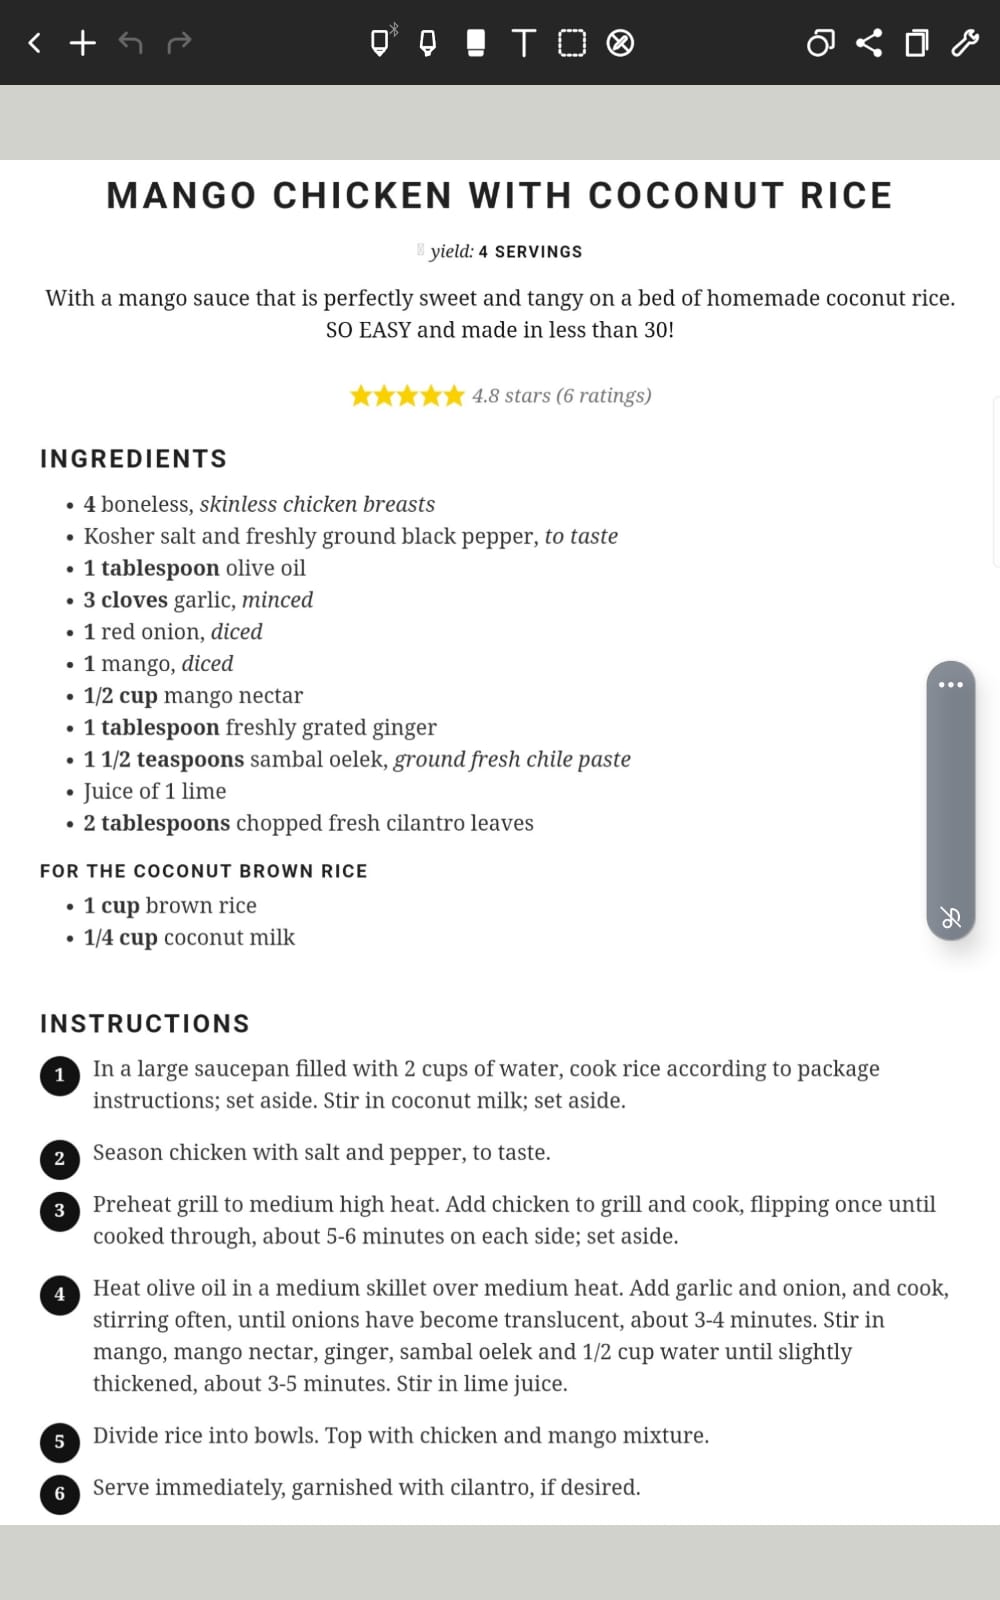 MANGO CHICKEN WITH COCONUT RICE
yield: 4 SERVINGS
With a mango sauce that is perfectly sweet and tangy on a bed of homemade coconut rice.
SO EASY and made in less than 30!
4.8 stars (6 ratings)
INGREDIENTS
• 4 boneless, skinless chicken breasts
• Kosher salt and freshly ground black pepper, to taste
• 1 tablespoon olive oil
• 3 cloves garlic, minced
• 1 red onion, diced
• 1 mango, diced
• 1/2 cup mango nectar
• 1 tablespoon freshly grated ginger
• 1 1/2 teaspoons sambal oelek, ground fresh chile paste
• Juice of 1 lime
• 2 tablespoons chopped fresh cilantro leaves
FOR THE COCONUT BROWN RICE
• 1 cup brown rice
• 1/4 cup coconut milk
INSTRUCTIONS
1 In a large saucepan filled with 2 cups of water, cook rice according to package
instructions; set aside. Stir in coconut milk; set aside.
2 Season chicken with salt and pepper, to taste.
3 Preheat grill to medium high heat. Add chicken to grill and cook, flipping once until
cooked through, about 5-6 minutes on each side; set aside.
4 Heat olive oil in a medium skillet over medium heat. Add garlic and onion, and cook,
stirring often, until onions have become translucent, about 3-4 minutes. Stir in
mango, mango nectar, ginger, sambal oelek and 1/2 cup water until slightly
thickened, about 3-5 minutes. Stir in lime juice.
5 Divide rice into bowls. Top with chicken and mango mixture.
6 Serve immediately, garnished with cilantro, if desired.